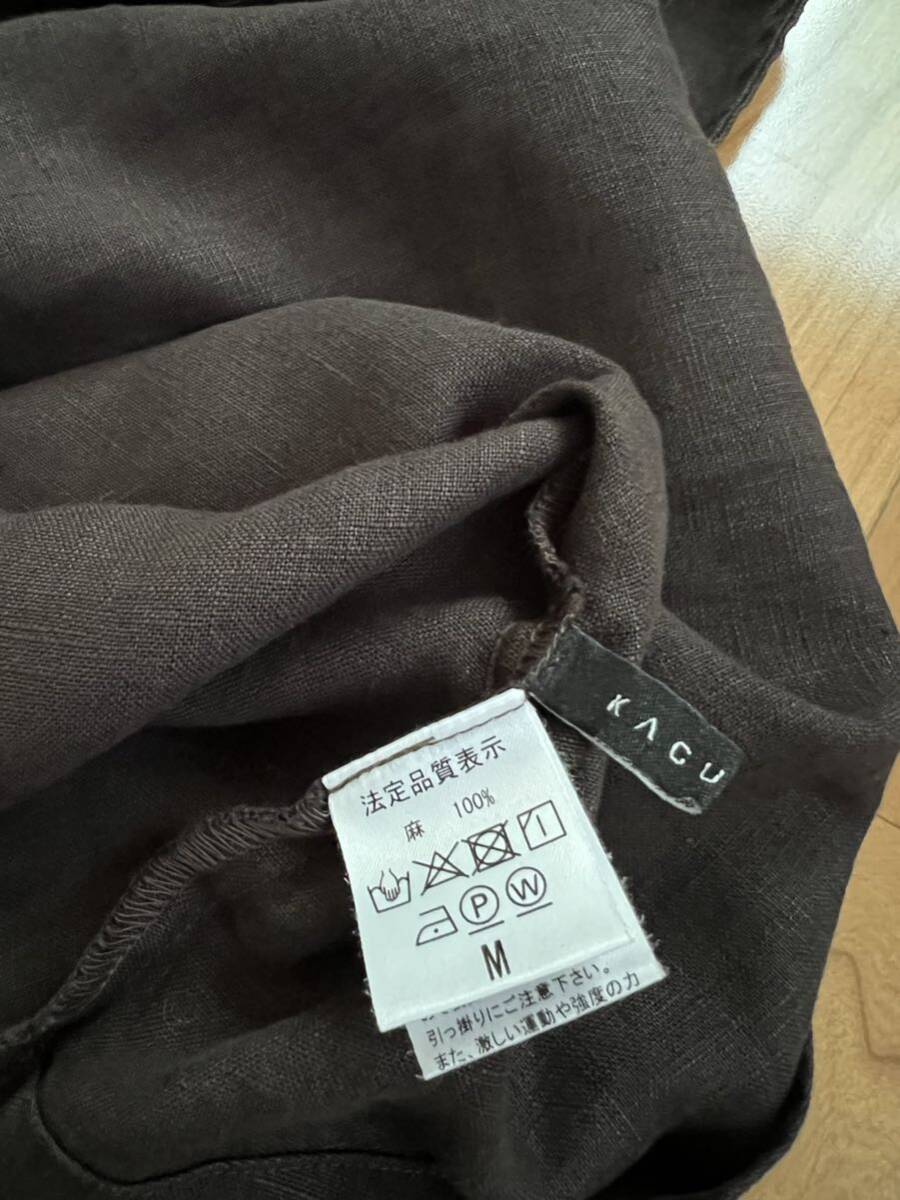 KAGU
法定品質表示
麻 100%
P W
M
引っ掛りにご注意下さい。
また、激しい運動や強度の力